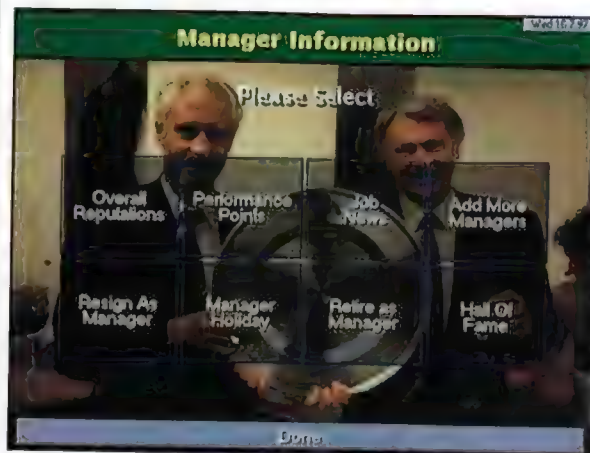 Manager Information
Please Select
Overall Reputations
Performance Points
Job News
Add More Managers
Resign As Manager
Manager Holiday
Retire as Manager
Hall Of Fame
Done